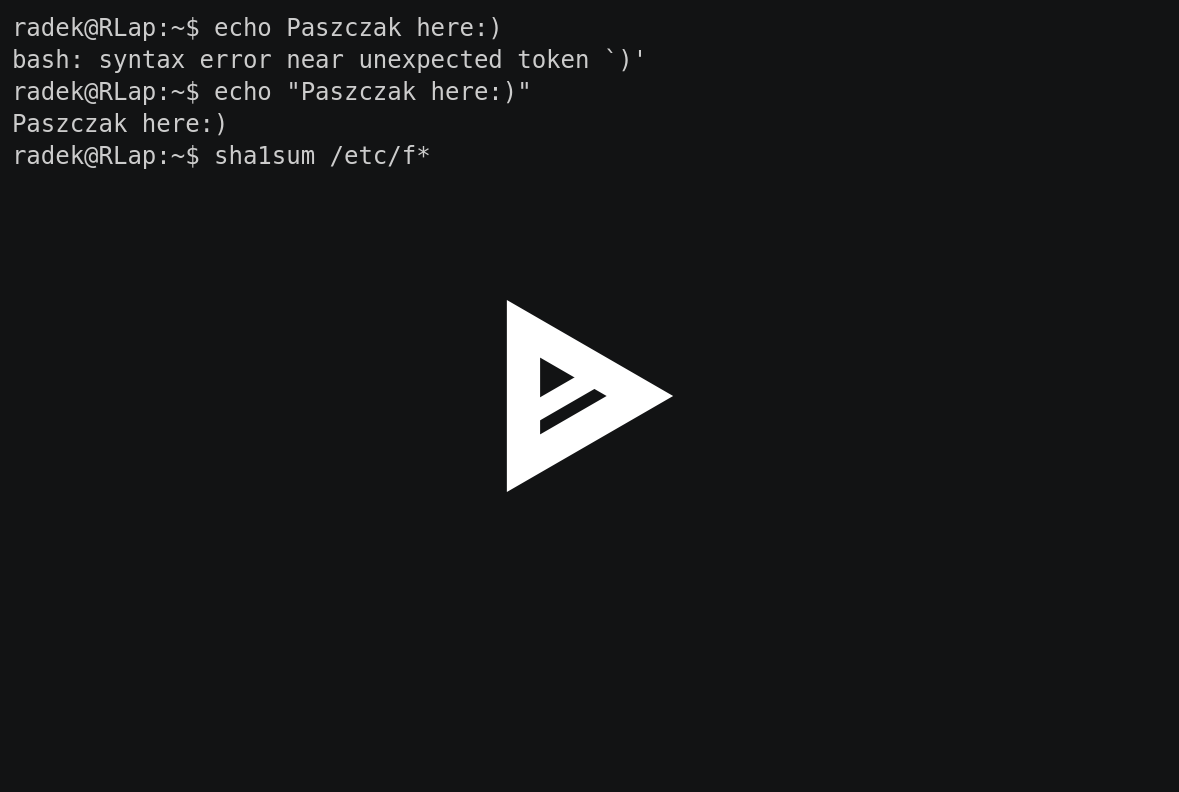 radek@RLap:~$ echo Paszczak here:)
bash: syntax error near unexpected token `)'
radek@RLap:~$ echo "Paszczak here:)"
Paszczak here:)
radek@RLap:~$ sha1sum /etc/f*